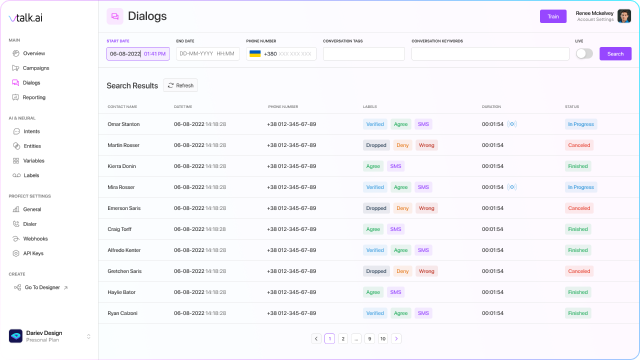 vtalk.ai
MAIN
Overview
Campaigns
Dialogs
Reporting
AI & NEURAL
Intents
Entities
Variables
Labels
PROJECT SETTINGS
General
Dialer
Webhooks
API Keys
CREATE
Go To Designer
Dariev Design
Personal Plan
Dialogs
Train
Renee Mckelvey
Account Settings
START DATE
06-08-2022 01:41 PM
END DATE
DD-MM-YYYY HH:MM
PHONE NUMBER
+380 XXX XXX XXX
CONVERSATION TAGS
CONVERSATION KEYWORDS
LIVE
Search
Search Results
Refresh
CONTACT NAME DATE/TIME PHONE NUMBER LABELS DURATION STATUS
Omar Stanton 06-08-2022 14:16:28 +38 012-345-67-89 Verified Agree SMS 00:01:54 In Progress
Martin Rosser 06-08-2022 14:16:28 +38 012-345-67-89 Dropped Deny Wrong 00:01:54 Canceled
Kierra Donin 06-08-2022 14:16:28 +38 012-345-67-89 Agree SMS 00:01:54 Finished
Mira Rosser 06-08-2022 14:16:28 +38 012-345-67-89 Verified Agree SMS 00:01:54 In Progress
Emerson Saris 06-08-2022 14:16:28 +38 012-345-67-89 Dropped Deny Wrong 00:01:54 Canceled
Craig Torff 06-08-2022 14:16:28 +38 012-345-67-89 Agree SMS 00:01:54 Finished
Alfredo Kenter 06-08-2022 14:16:28 +38 012-345-67-89 Verified Agree SMS 00:01:54 Finished
Gretchen Saris 06-08-2022 14:16:28 +38 012-345-67-89 Dropped Deny Wrong 00:01:54 Canceled
Haylie Bator 06-08-2022 14:16:28 +38 012-345-67-89 Agree SMS 00:01:54 Finished
Ryan Calzoni 06-08-2022 14:16:28 +38 012-345-67-89 Verified Agree SMS 00:01:54 Finished
1 2 ... 9 10